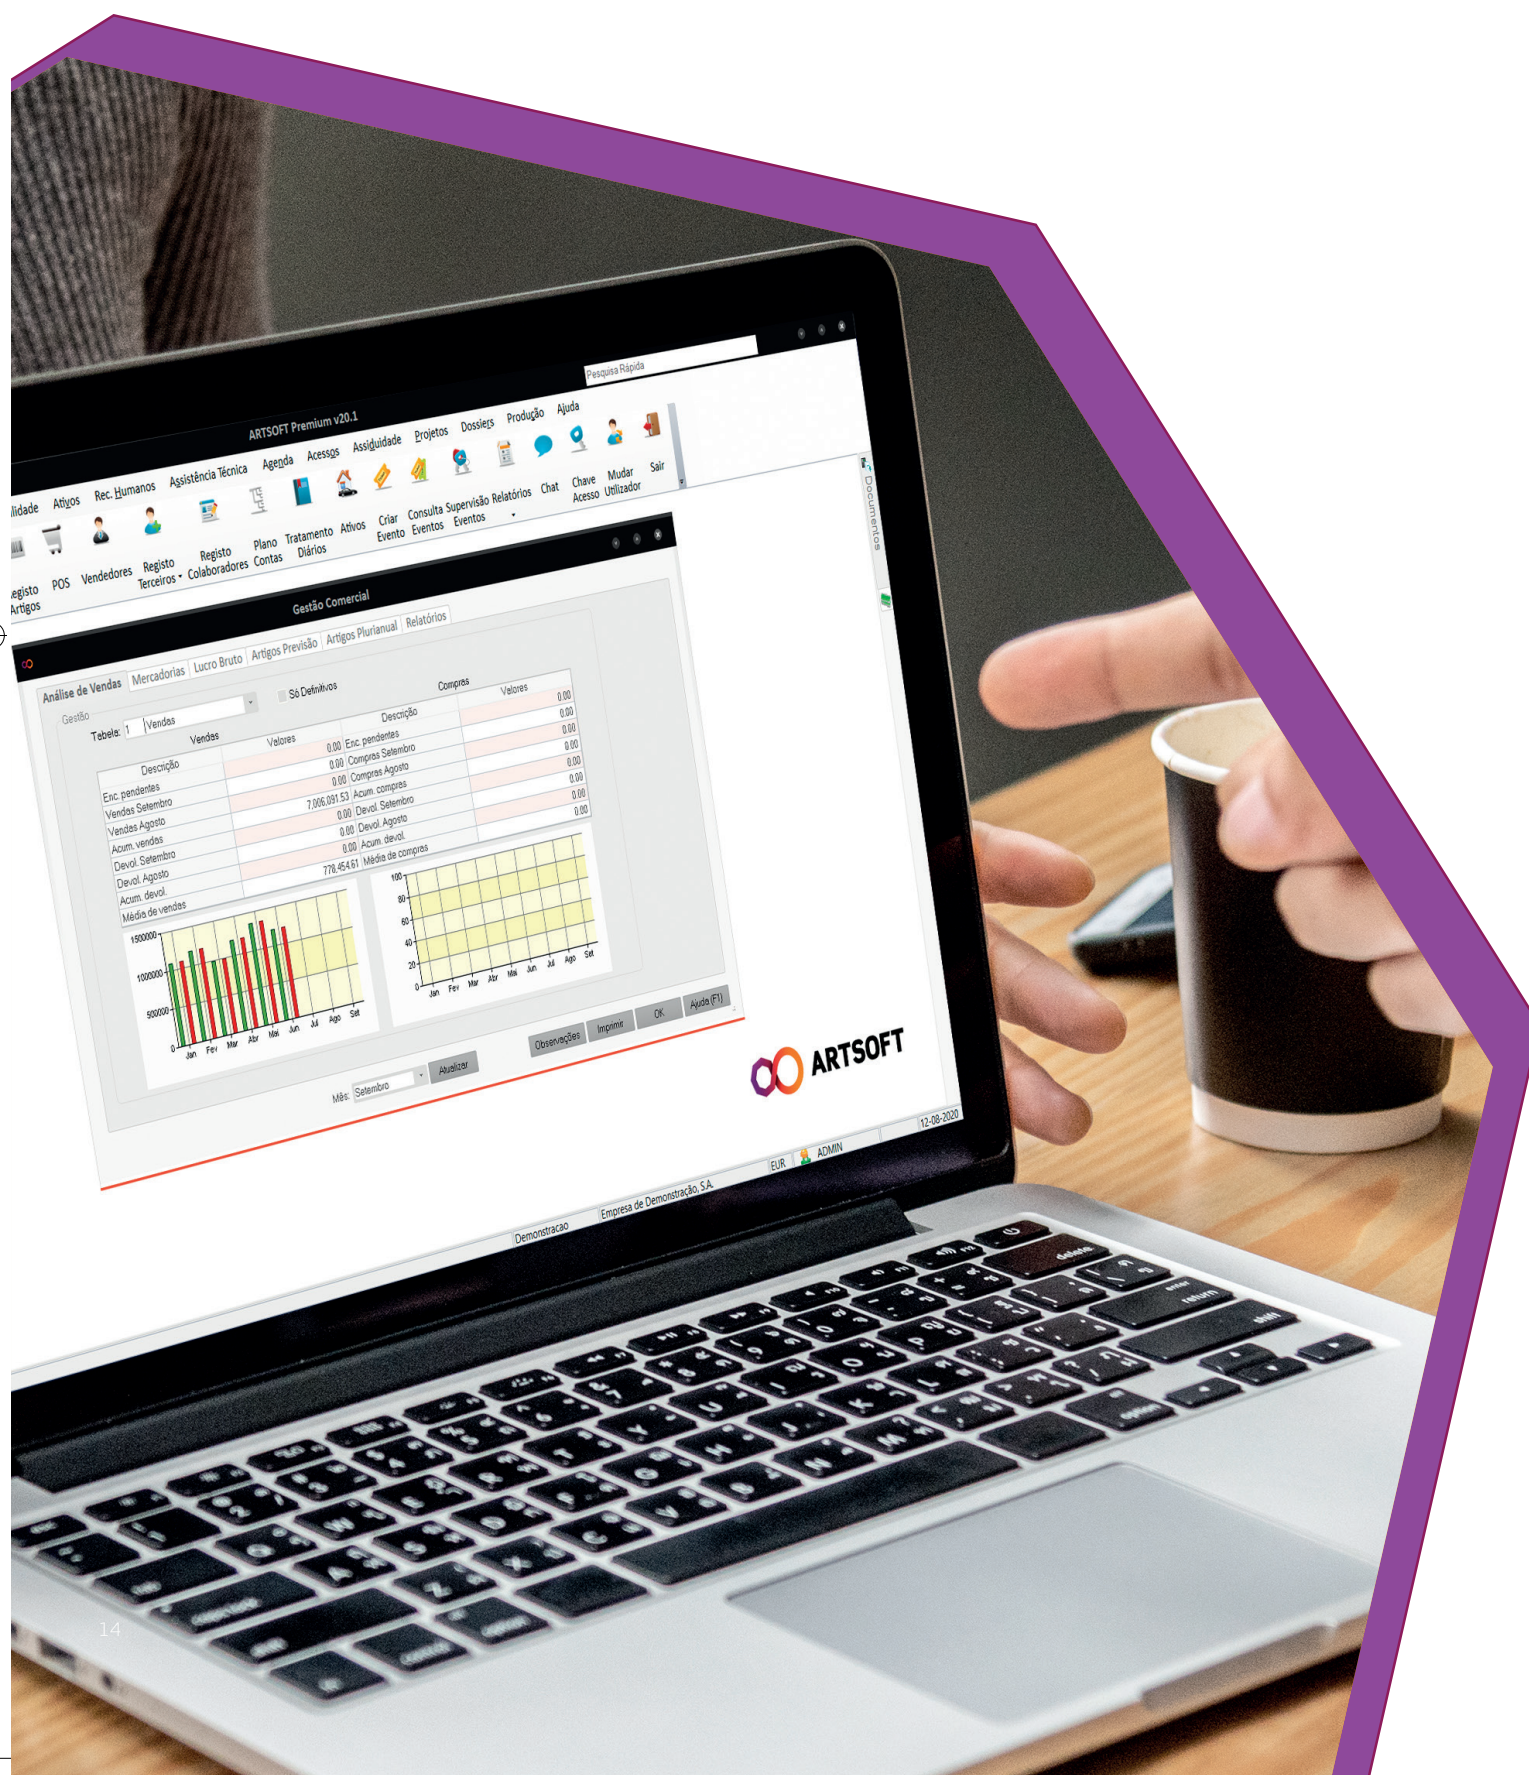 Pesquisa Rápida
ARTSOFT Premium v20.1
lidade Ativos Rec. Humanos Assistência Técnica Agenda Acessos Assiduidade Projetos Dossiers Produção Ajuda
egisto Artigos
POS
Vendedores
Registo Terceiros
Registo Colaboradores
Plano Contas
Tratamento Diários
Ativos
Criar Evento
Consulta Eventos
Supervisão Eventos
Relatórios
Chat
Chave Acesso
Mudar Utilizador
Sair
Documentos
Gestão Comercial
Análise de Vendas Mercadorias Lucro Bruto Artigos Previsão Artigos Plurianual Relatórios
Gestão
Tabela: 1 Vendas
Só Definitivos
Vendas Compras
Descrição Valores Descrição Valores
Enc. pendentes 0.00 Enc. pendentes 0.00
Vendas Setembro 0.00 Compras Setembro 0.00
Vendas Agosto 0.00 Compras Agosto 0.00
Acum. vendas 7,006,091.53 Acum. compras 0.00
Devol. Setembro 0.00 Devol. Setembro 0.00
Devol. Agosto 0.00 Devol. Agosto 0.00
Acum. devol. 0.00 Acum. devol. 0.00
Média de vendas 778,454.61 Média de compras 0.00
1500000
1000000
500000
0
Jan Fev Mar Abr Mai Jun Jul Ago Set
100
80
60
40
20
0
Jan Fev Mar Abr Mai Jun Jul Ago Set
Mês: Setembro Atualizar
Observações Imprimir OK Ajuda (F1)
ARTSOFT
Demonstracao Empresa de Demonstração, S.A. EUR ADMIN 12-08-2020
delete
enter
return
shift
option
14